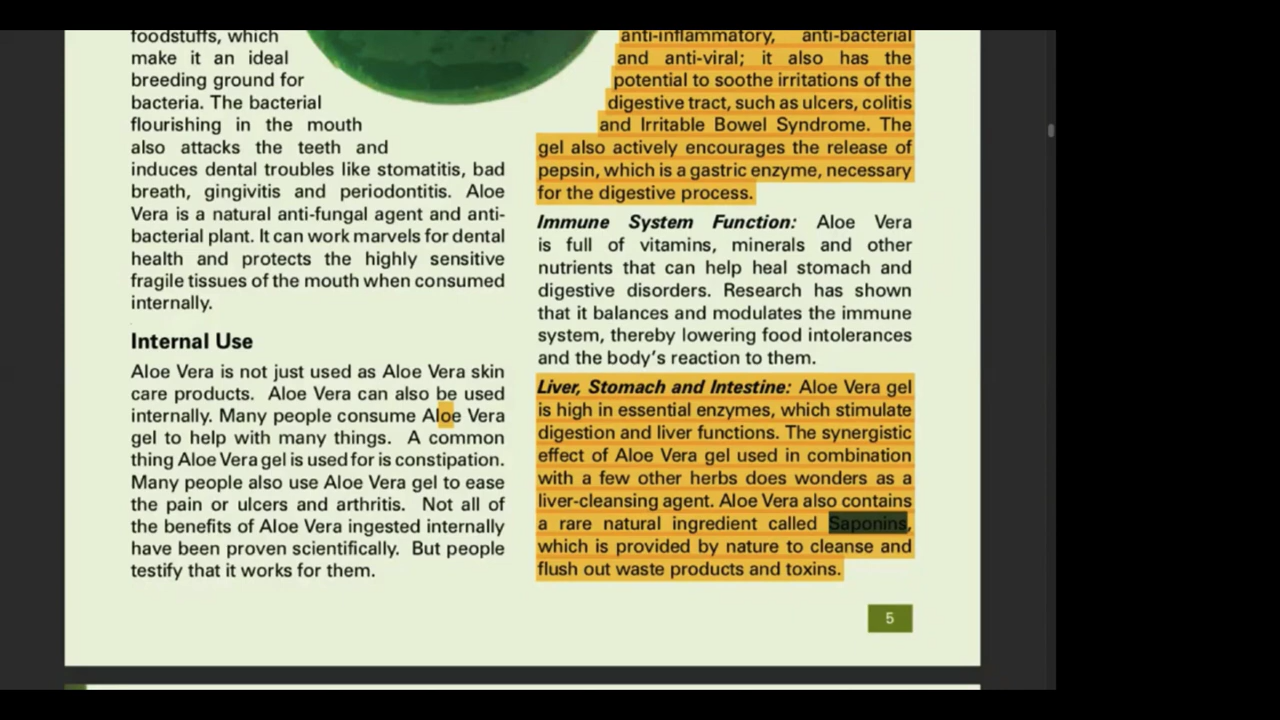 foodstuffs, which
make it an ideal
breeding ground for
bacteria. The bacterial
flourishing in the mouth
also attacks the teeth and
induces dental troubles like stomatitis, bad
breath, gingivitis and periodontitis. Aloe
Vera is a natural anti-fungal agent and anti-
bacterial plant. It can work marvels for dental
health and protects the highly sensitive
fragile tissues of the mouth when consumed
internally.
Internal Use
Aloe Vera is not just used as Aloe Vera skin
care products. Aloe Vera can also be used
internally. Many people consume Aloe Vera
gel to help with many things. A common
thing Aloe Vera gel is used for is constipation.
Many people also use Aloe Vera gel to ease
the pain or ulcers and arthritis. Not all of
the benefits of Aloe Vera ingested internally
have been proven scientifically. But people
testify that it works for them.
anti-inflammatory, anti-bacterial
and anti-viral; it also has the
potential to soothe irritations of the
digestive tract, such as ulcers, colitis
and Irritable Bowel Syndrome. The
gel also actively encourages the release of
pepsin, which is a gastric enzyme, necessary
for the digestive process.
Immune System Function: Aloe Vera
is full of vitamins, minerals and other
nutrients that can help heal stomach and
digestive disorders. Research has shown
that it balances and modulates the immune
system, thereby lowering food intolerances
and the body's reaction to them.
Liver, Stomach and Intestine: Aloe Vera gel
is high in essential enzymes, which stimulate
digestion and liver functions. The synergistic
effect of Aloe Vera gel used in combination
with a few other herbs does wonders as a
liver-cleansing agent. Aloe Vera also contains
a rare natural ingredient called Saponins,
which is provided by nature to cleanse and
flush out waste products and toxins.
5